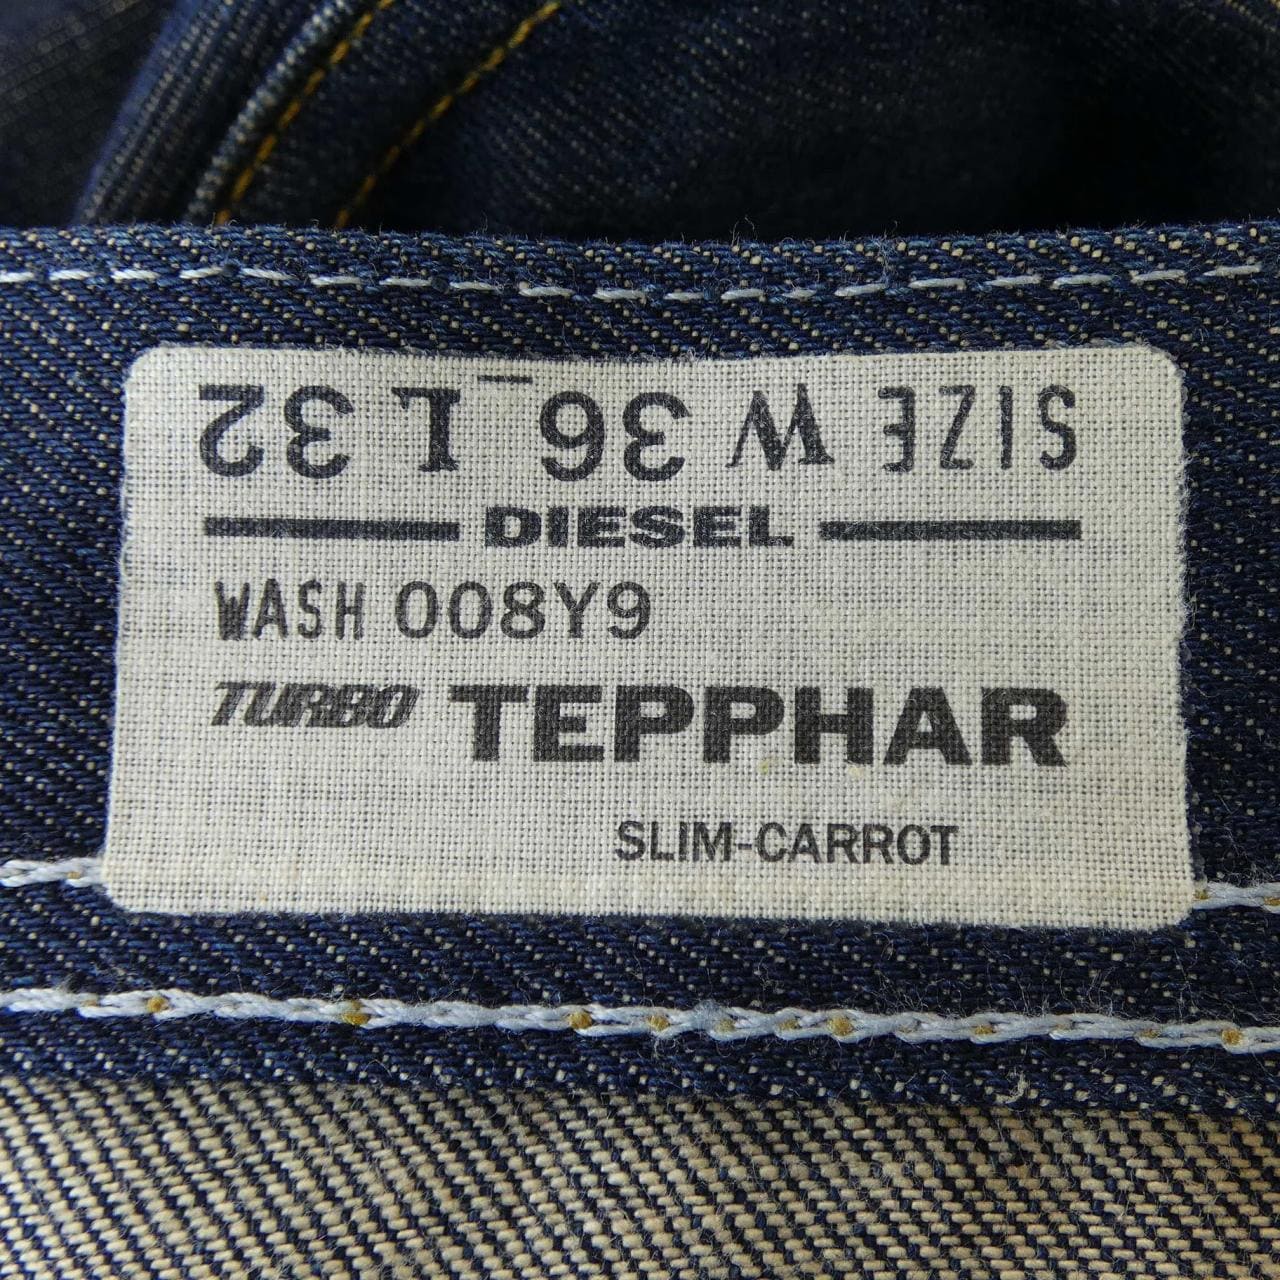 SIZE W 36 L 32
DIESEL
WASH 008Y9
TURBO TEPPHAR
SLIM-CARROT